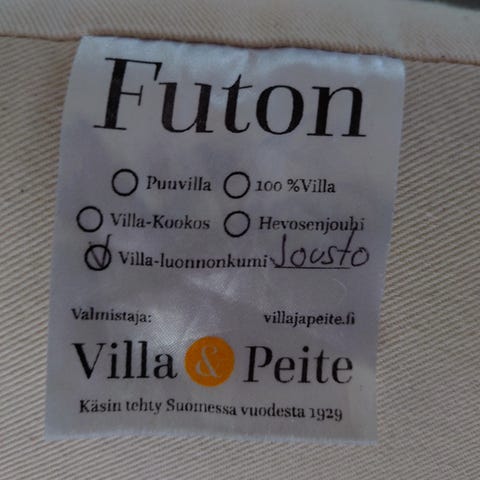 Futon
Puuvilla 100 %Villa
Villa-Kookos Hevosenjouhi
Villa-luonnonkumi Jousto
Valmistaja: villajapeite.fi
Villa & Peite
Käsin tehty Suomessa vuodesta 1929